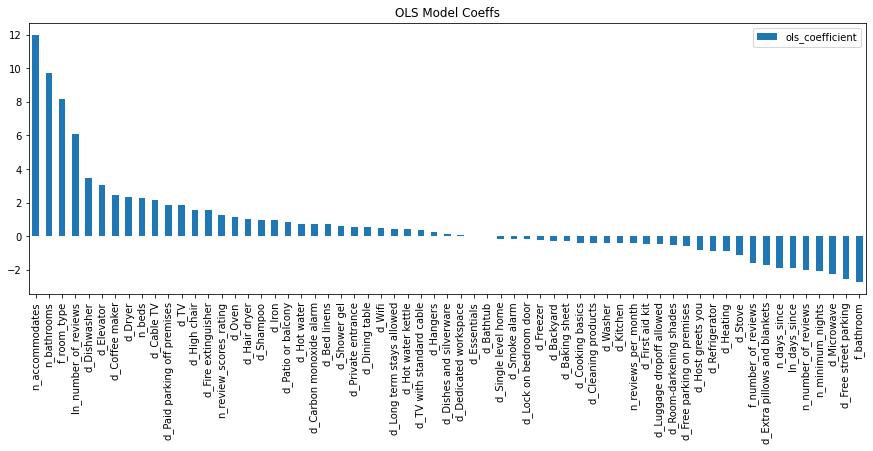 OLS Model Coeffs
ols_coefficient
12
10
8
6
4
2
0
−2
n_accommodates
n_bathrooms
f_room_type
ln_number_of_reviews
d_Dishwasher
d_Elevator
d_Coffee maker
d_Dryer
n_beds
d_Cable TV
d_Paid parking off premises
d_TV
d_High chair
d_Fire extinguisher
n_review_scores_rating
d_Oven
d_Hair dryer
d_Shampoo
d_Iron
d_Patio or balcony
d_Hot water
d_Carbon monoxide alarm
d_Bed linens
d_Shower gel
d_Private entrance
d_Dining table
d_Wifi
d_Long term stays allowed
d_Hot water kettle
d_TV with standard cable
d_Hangers
d_Dishes and silverware
d_Dedicated workspace
d_Essentials
d_Bathtub
d_Single level home
d_Smoke alarm
d_Lock on bedroom door
d_Freezer
d_Backyard
d_Baking sheet
d_Cooking basics
d_Cleaning products
d_Washer
d_Kitchen
n_reviews_per_month
d_First aid kit
d_Luggage dropoff allowed
d_Room-darkening shades
d_Free parking on premises
d_Host greets you
d_Refrigerator
d_Heating
d_Stove
f_number_of_reviews
d_Extra pillows and blankets
n_days_since
ln_days_since
n_number_of_reviews
n_minimum_nights
d_Microwave
d_Free street parking
f_bathroom